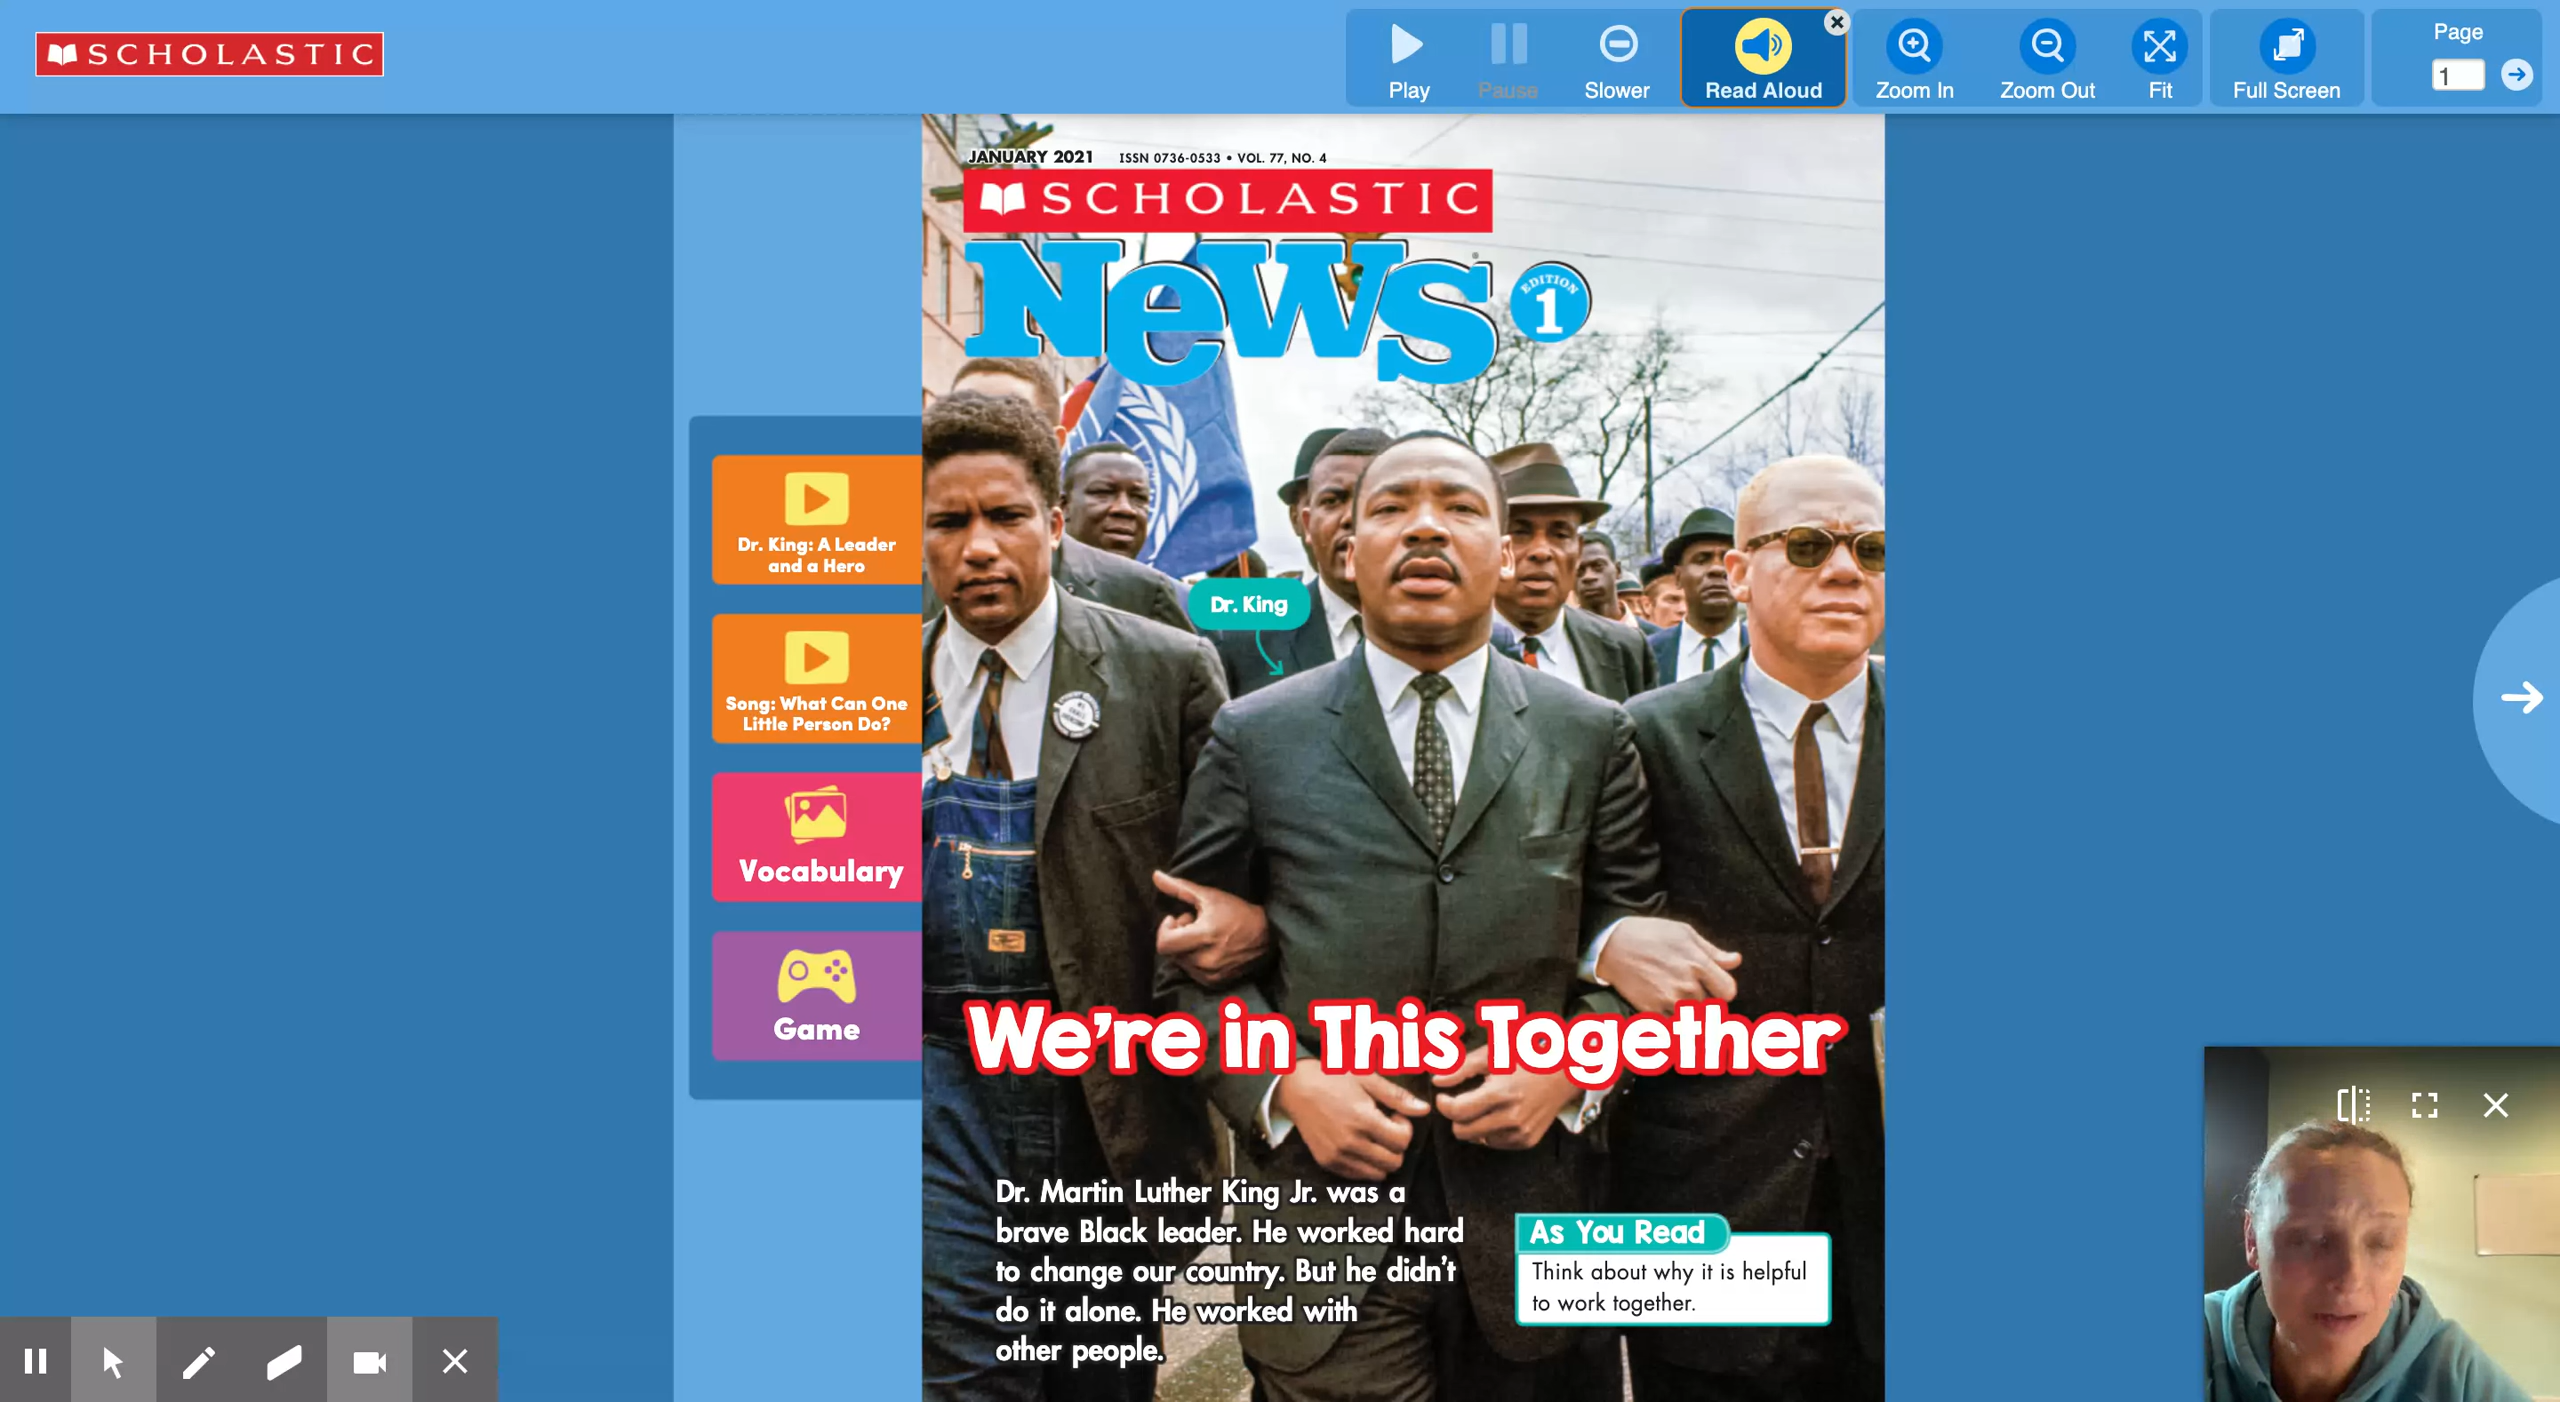 SCHOLASTIC
Play
Pause
Slower
Read Aloud
Zoom In
Zoom Out
Fit
Full Screen
Page
1
JANUARY 2021 ISSN 0736-0533 • VOL. 77, NO. 4
SCHOLASTIC
News
EDITION
1
Dr. King: A Leader
and a Hero
Song: What Can One
Little Person Do?
Vocabulary
Game
Dr. King
We're in This Together
Dr. Martin Luther King Jr. was a
brave Black leader. He worked hard
to change our country. But he didn't
do it alone. He worked with
other people.
As You Read
Think about why it is helpful
to work together.